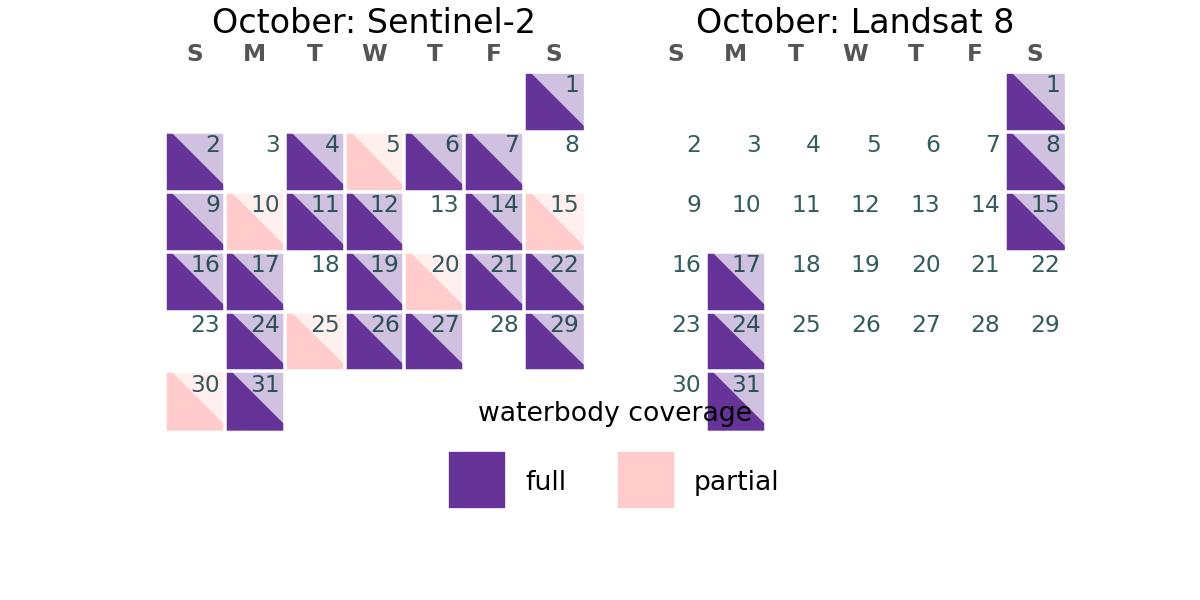 October: Sentinel-2
S M T W T F S
1
2 3 4 5 6 7 8
9 10 11 12 13 14 15
16 17 18 19 20 21 22
23 24 25 26 27 28 29
30 31
October: Landsat 8
S M T W T F S
1
2 3 4 5 6 7 8
9 10 11 12 13 14 15
16 17 18 19 20 21 22
23 24 25 26 27 28 29
30 31
waterbody coverage
full partial